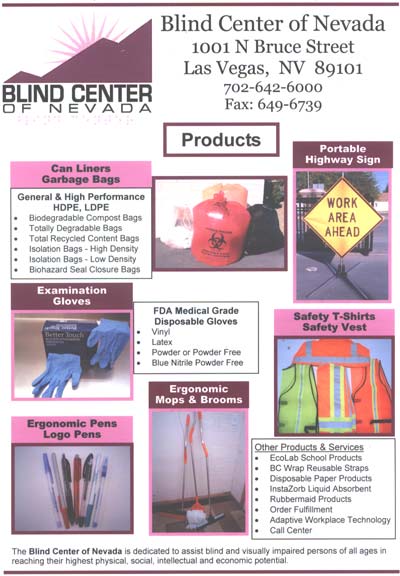 Blind Center of Nevada
1001 N Bruce Street
Las Vegas, NV 89101
702-642-6000
Fax: 649-6739
BLIND CENTER
OF NEVADA
Products
Can Liners
Garbage Bags
General & High Performance
HDPE, LDPE
• Biodegradable Compost Bags
• Totally Degradable Bags
• Total Recycled Content Bags
• Isolation Bags - High Density
• Isolation Bags - Low Density
• Biohazard Seal Closure Bags
Portable
Highway Sign
WORK
AREA
AHEAD
Examination
Gloves
Better Touch
FDA Medical Grade
Disposable Gloves
• Vinyl
• Latex
• Powder or Powder Free
• Blue Nitrile Powder Free
Safety T-Shirts
Safety Vest
Ergonomic
Mops & Brooms
Ergonomic Pens
Logo Pens
Other Products & Services
• EcoLab School Products
• BC Wrap Reusable Straps
• Disposable Paper Products
• InstaZorb Liquid Absorbent
• Rubbermaid Products
• Order Fulfillment
• Adaptive Workplace Technology
• Call Center
The Blind Center of Nevada is dedicated to assist blind and visually impaired persons of all ages in
reaching their highest physical, social, intellectual and economic potential.